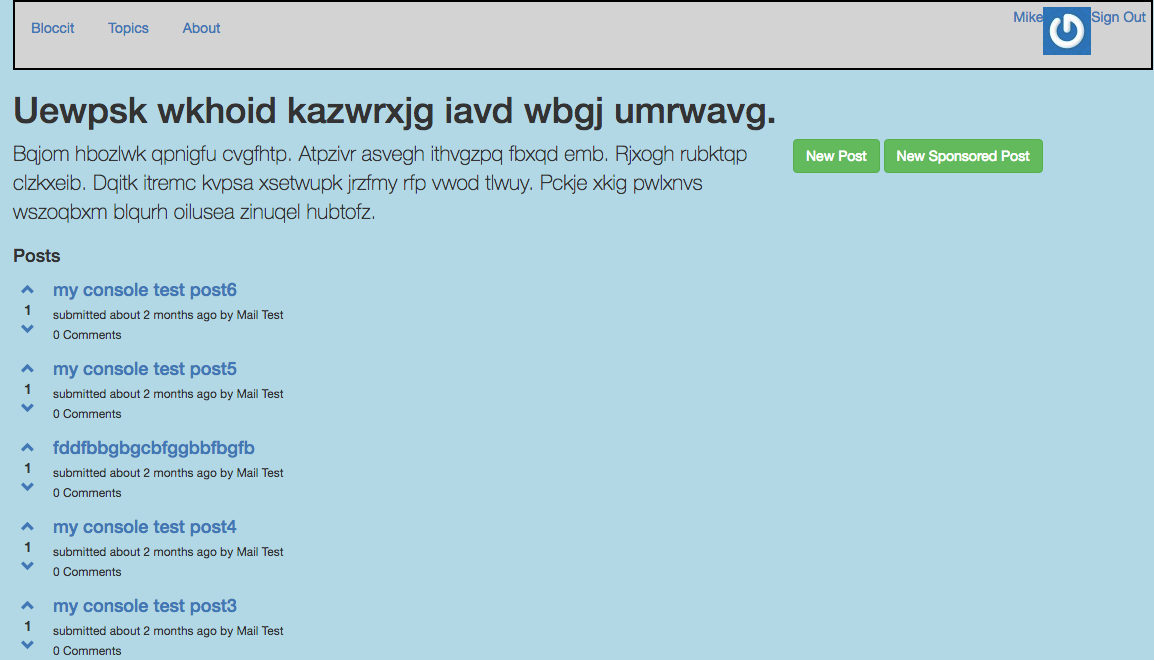 Bloccit Topics About Mike Sign Out
Uewpsk wkhoid kazwrxjg iavd wbgj umrwavg.
Bqjom hbozlwk qpnigfu cvgfhtp. Atpzivr asvegh ithvgzpq fbxqd emb. Rjxogh rubktqp
clzkxeib. Dqitk itremc kvpsa xsetwupk jrzfmy rfp vwod tlwuy. Pckje xkig pwlxnvs
wszoqbxm blqurh oilusea zinuqel hubtofz.
New Post New Sponsored Post
Posts
my console test post6
1
submitted about 2 months ago by Mail Test
0 Comments
my console test post5
1
submitted about 2 months ago by Mail Test
0 Comments
fddfbbgbgcbfggbbfbgfb
1
submitted about 2 months ago by Mail Test
0 Comments
my console test post4
1
submitted about 2 months ago by Mail Test
0 Comments
my console test post3
1
submitted about 2 months ago by Mail Test
0 Comments